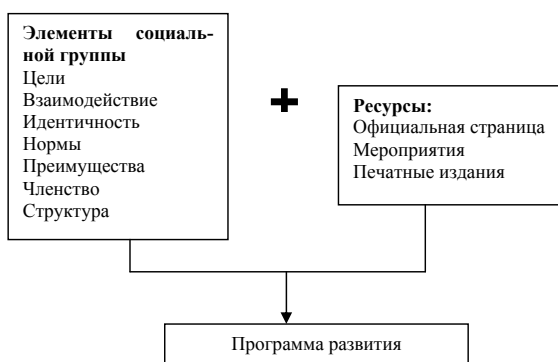 Элементы социаль-
ной группы
Цели
Взаимодействие
Идентичность
Нормы
Преимущества
Членство
Структура
+
Ресурсы:
Официальная страница
Мероприятия
Печатные издания
Программа развития